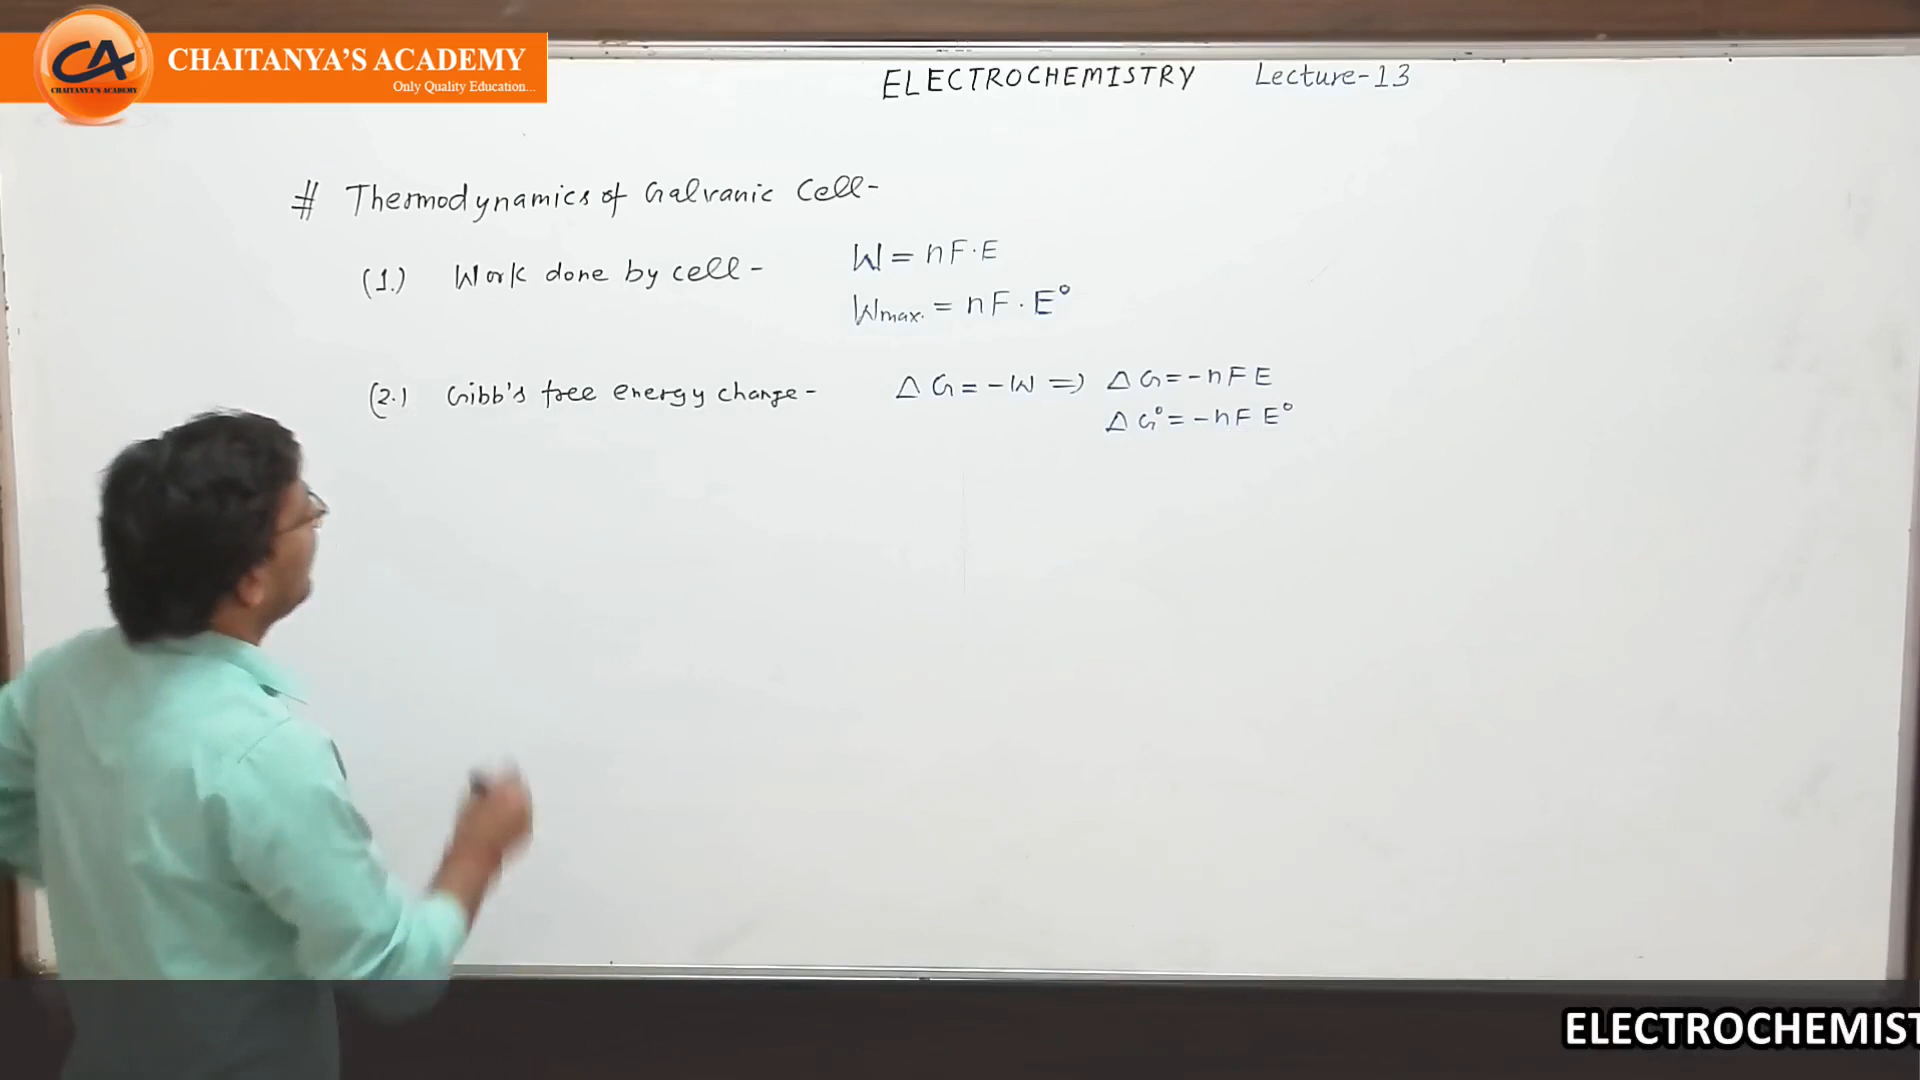 CA
CHAITANYA'S ACADEMY
CHAITANYA'S ACADEMY
Only Quality Education...
ELECTROCHEMISTRY Lecture-13
# Thermodynamics of Galvanic Cell-
(1.) Work done by cell- W = nF·E
Wmax. = nF·E°
(2.) Gibb's free energy change- ΔG = -W ⇒ ΔG = -nFE
ΔG° = -nFE°
ELECTROCHEMIST